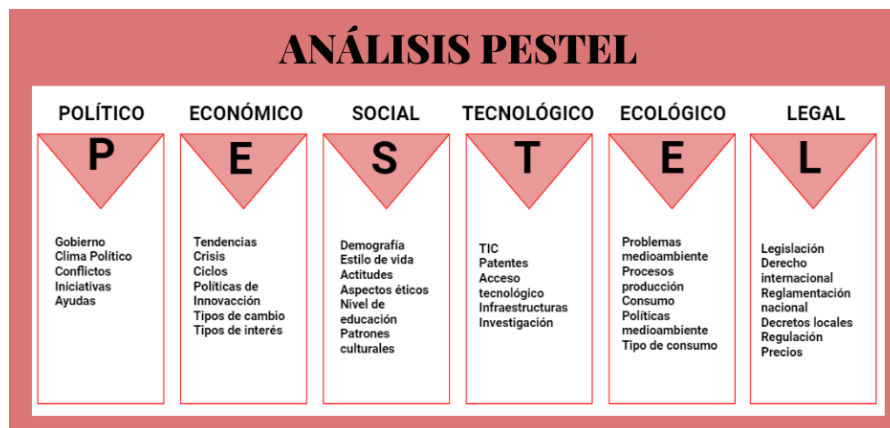 ANÁLISIS PESTEL
POLÍTICO
P
Gobierno
Clima Político
Conflictos
Iniciativas
Ayudas
ECONÓMICO
E
Tendencias
Crisis
Ciclos
Políticas de
Innovacción
Tipos de cambio
Tipos de interés
SOCIAL
S
Demografía
Estilo de vida
Actitudes
Aspectos éticos
Nivel de
educación
Patrones
culturales
TECNOLÓGICO
T
TIC
Patentes
Acceso
tecnológico
Infraestructuras
Investigación
ECOLÓGICO
E
Problemas
medioambiente
Procesos
producción
Consumo
Políticas
medioambiente
Tipo de consumo
LEGAL
L
Legislación
Derecho
internacional
Reglamentación
nacional
Decretos locales
Regulación
Precios